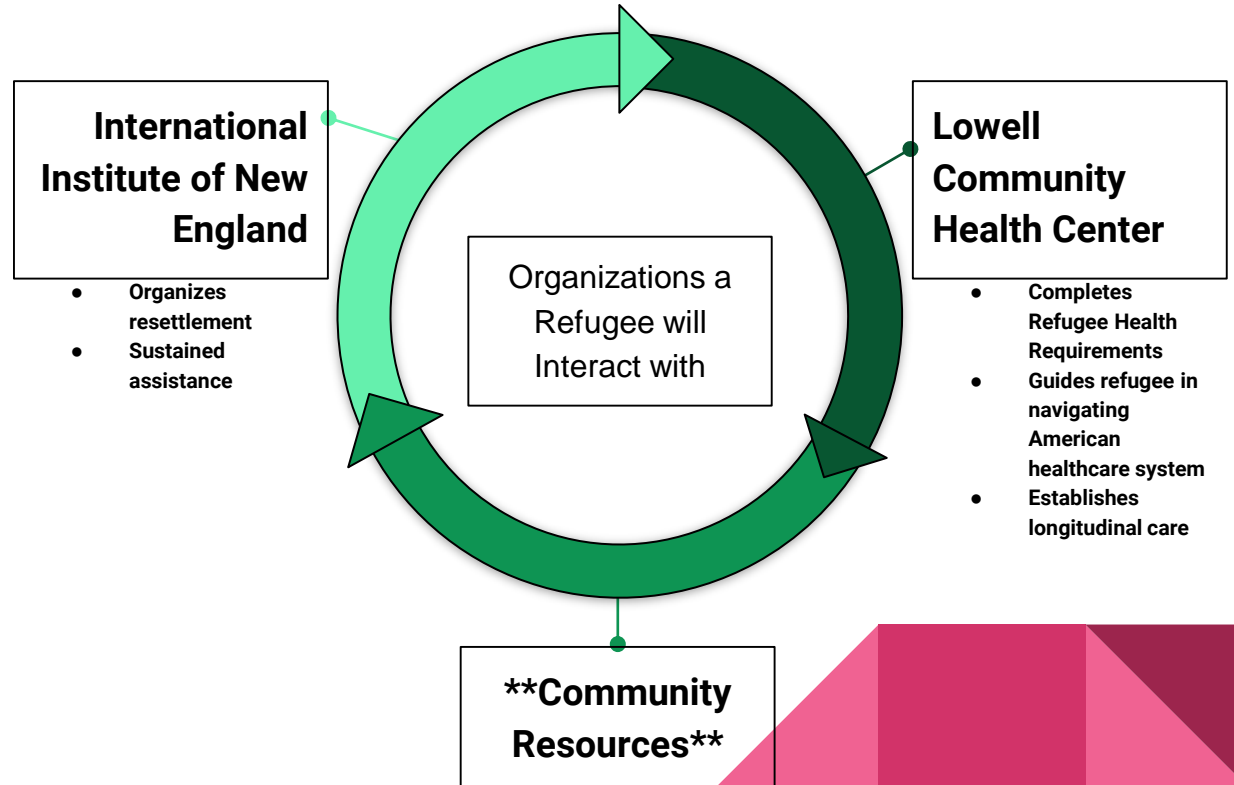 International
Institute of New
England
● Organizes
resettlement
● Sustained
assistance
Organizations a
Refugee will
Interact with
Lowell
Community
Health Center
● Completes
Refugee Health
Requirements
● Guides refugee in
navigating
American
healthcare system
● Establishes
longitudinal care
**Community
Resources**